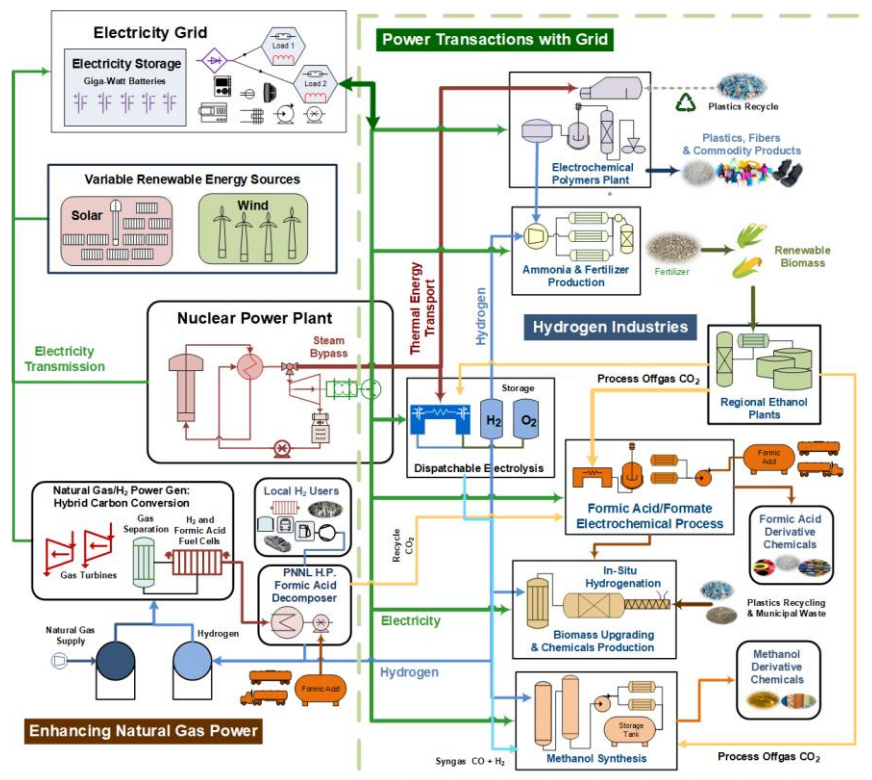 Electricity Grid
Electricity Storage
Giga-Watt Batteries
Load 1
Load 2
Power Transactions with Grid
Plastics Recycle
Plastics, Fibers
& Commodity Products
Electrochemical
Polymers Plant
Variable Renewable Energy Sources
Solar
Wind
Ammonia & Fertilizer
Production
Fertilizer
Renewable
Biomass
Thermal Energy
Transport
Hydrogen
Hydrogen Industries
Nuclear Power Plant
Steam
Bypass
Electricity
Transmission
Process Offgas CO2
Regional Ethanol
Plants
Storage
H2
O2
Dispatchable Electrolysis
Formic
Acid
Formic Acid/Formate
Electrochemical Process
Formic Acid
Derivative
Chemicals
Natural Gas/H2 Power Gen:
Hybrid Carbon Conversion
Gas
Separation
H2 and
Formic Acid
Fuel Cells
Gas Turbines
Local H2 Users
PNNL H.P.
Formic Acid
Decomposer
Recycle
CO2
In-Situ
Hydrogenation
Plastics Recycling
& Municipal Waste
Biomass Upgrading
& Chemicals Production
Electricity
Natural Gas
Supply
Hydrogen
Hydrogen
Formic Acid
Methanol
Derivative
Chemicals
Storage
Tank
Methanol Synthesis
Enhancing Natural Gas Power
Syngas CO + H2
Process Offgas CO2